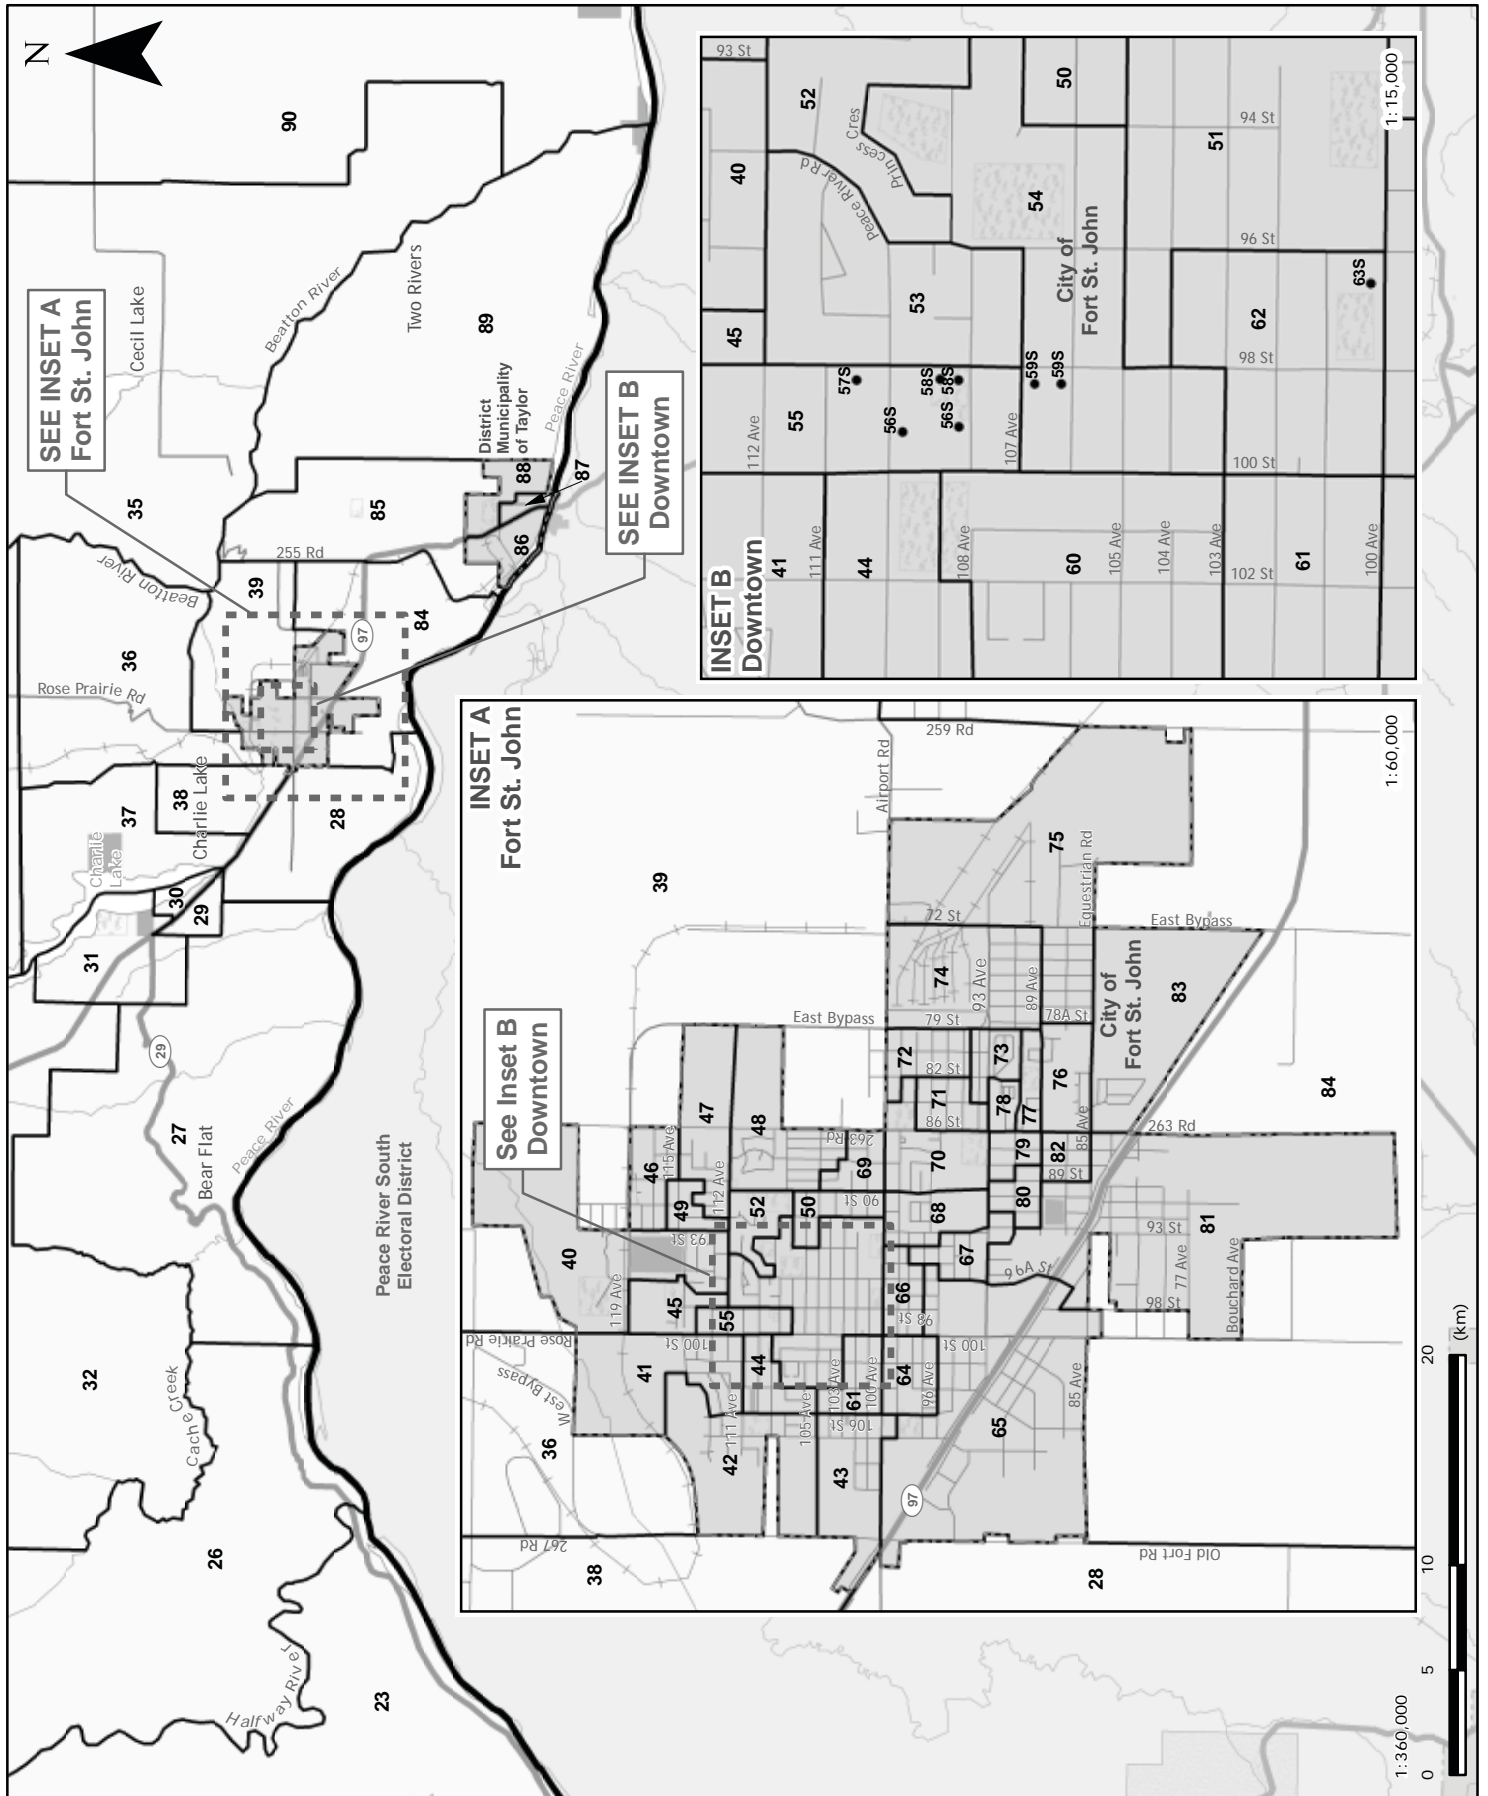 N
90
SEE INSET A
Fort St. John
Cecil Lake
Beatton River
Two Rivers
89
35
District
Municipality
of Taylor
Peace River
85
88
87
86
255 Rd
SEE INSET B
Downtown
Beatton River
39
36
Rose Prairie Rd
97
84
37
38
Charlie Lake
Charlie
Lake
28
30
29
31
29
27
Bear Flat
Peace River
Peace River South
Electoral District
32
Cache Creek
26
Halfway River
23
INSET B
Downtown
93 St
52
50
40
Princess Cres
Peace River Rd
94 St
51
54
City of
Fort St. John
96 St
63S
53
62
45
98 St
57S
58S
58S
59S
59S
55
56S
56S
112 Ave
107 Ave
100 St
41
111 Ave
44
108 Ave
60
105 Ave
104 Ave
103 Ave
102 St
61
100 Ave
1:15,000
INSET A
Fort St. John
39
Airport Rd
259 Rd
75
Equestrian Rd
72 St
East Bypass
74
93 Ave
89 Ave
City of
Fort St. John
83
See Inset B
Downtown
East Bypass
79 St
78A St
72
82 St
73
76
71
86 St
78
77
85 Ave
84
47
48
263 Rd
263 Rd
46
115 Ave
69
70
79
82
89 St
112 Ave
49
52
50
90 St
68
80
93 St
81
77 Ave
93 St
40
67
9 6A St
119 Ave
45
55
66
98 St
98 St
Bouchard Ave
Rose Prairie Rd
100 St
100 St
West Bypass
41
44
64
103 Ave
100 Ave
96 Ave
85 Ave
61
111 Ave
105 Ave
106 St
65
36
42
43
97
267 Rd
Old Fort Rd
38
28
1:60,000
1:360,000
0
5
10
20
(km)